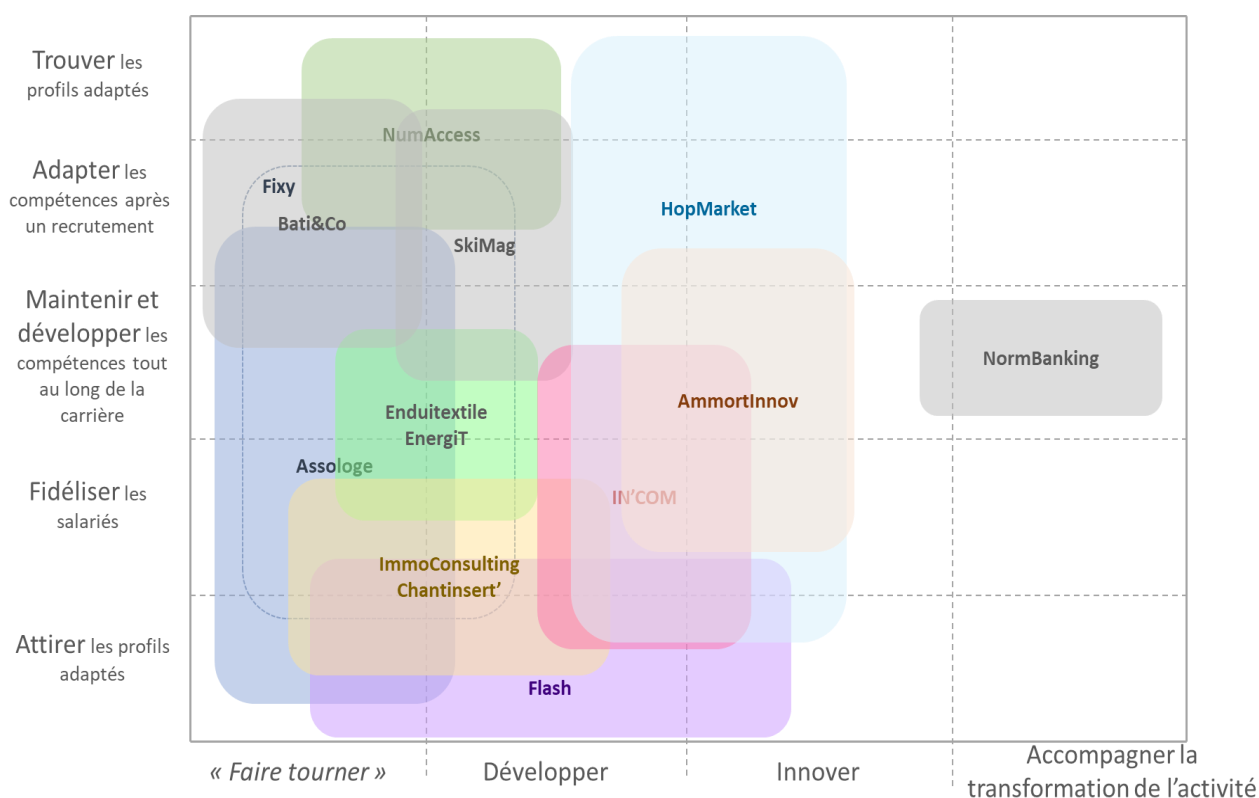 Trouver les
profils adaptés
Adapter les
compétences après
un recrutement
Maintenir et
développer les
compétences tout
au long de la
carrière
Fidéliser les
salariés
Attirer les profils
adaptés
NumAccess
Fixy
Bati&Co
SkiMag
HopMarket
NormBanking
AmmortInnov
Enduitextile
EnergiT
Assologe
IN’COM
ImmoConsulting
Chantinsert’
Flash
« Faire tourner »
Développer
Innover
Accompagner la
transformation de l’activité